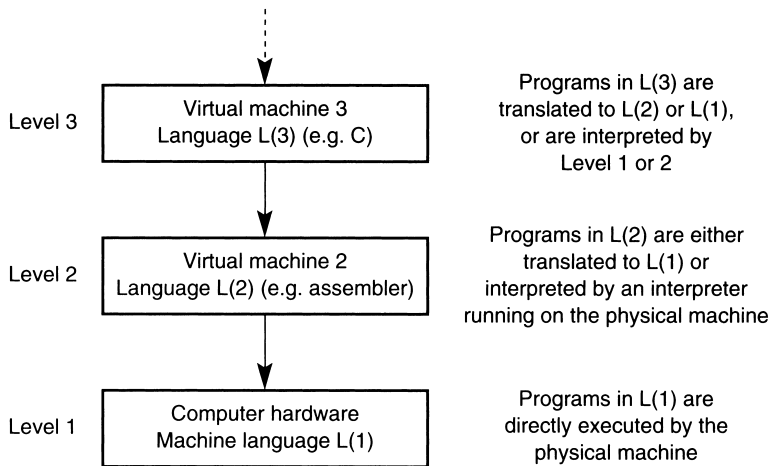 Level 3
Virtual machine 3
Language L(3) (e.g. C)
Programs in L(3) are
translated to L(2) or L(1),
or are interpreted by
Level 1 or 2
Level 2
Virtual machine 2
Language L(2) (e.g. assembler)
Programs in L(2) are either
translated to L(1) or
interpreted by an interpreter
running on the physical machine
Level 1
Computer hardware
Machine language L(1)
Programs in L(1) are
directly executed by the
physical machine